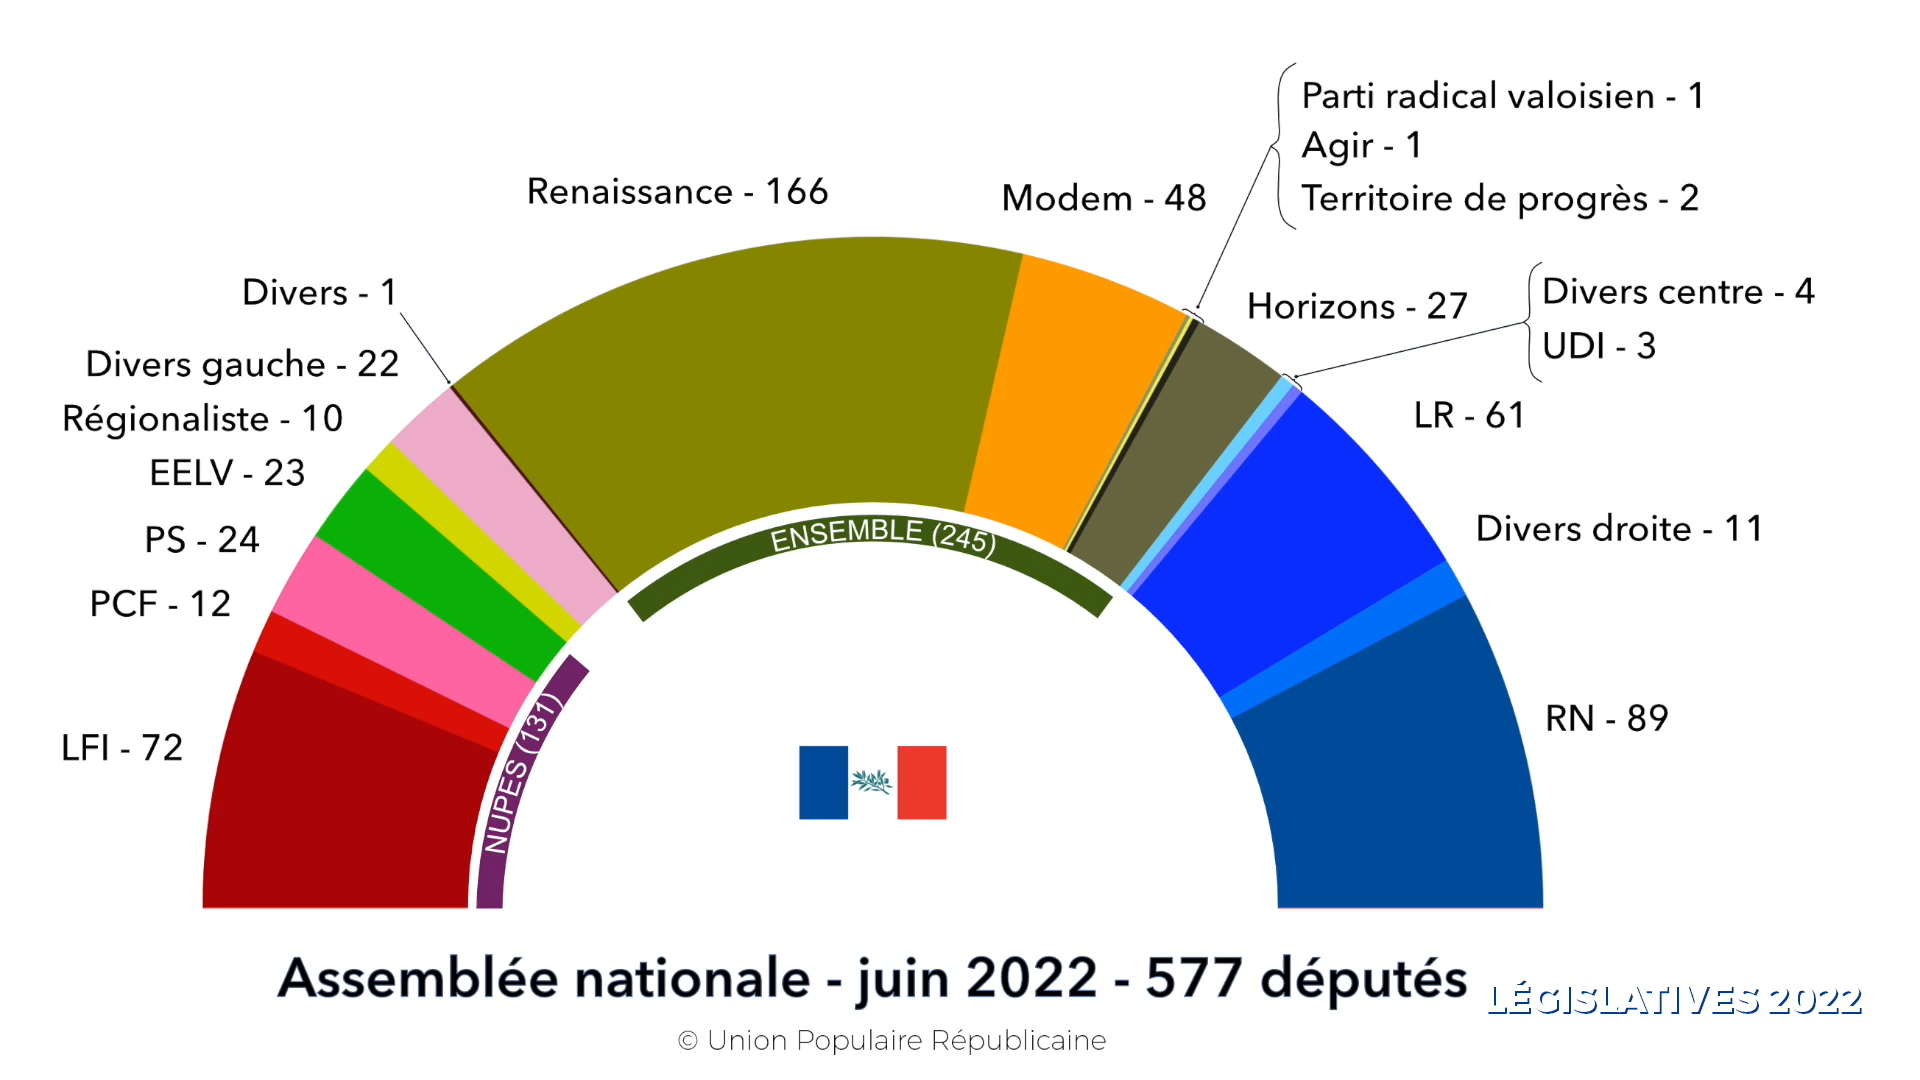 Parti radical valoisien - 1
Agir - 1
Territoire de progrès - 2
Renaissance - 166
Modem - 48
Divers - 1
Horizons - 27
Divers centre - 4
UDI - 3
Divers gauche - 22
Régionaliste - 10
LR - 61
EELV - 23
Divers droite - 11
PS - 24
ENSEMBLE (245)
PCF - 12
NUPES (131)
LFI - 72
RN - 89
Assemblée nationale - juin 2022 - 577 députés
LÉGISLATIVES 2022
© Union Populaire Républicaine